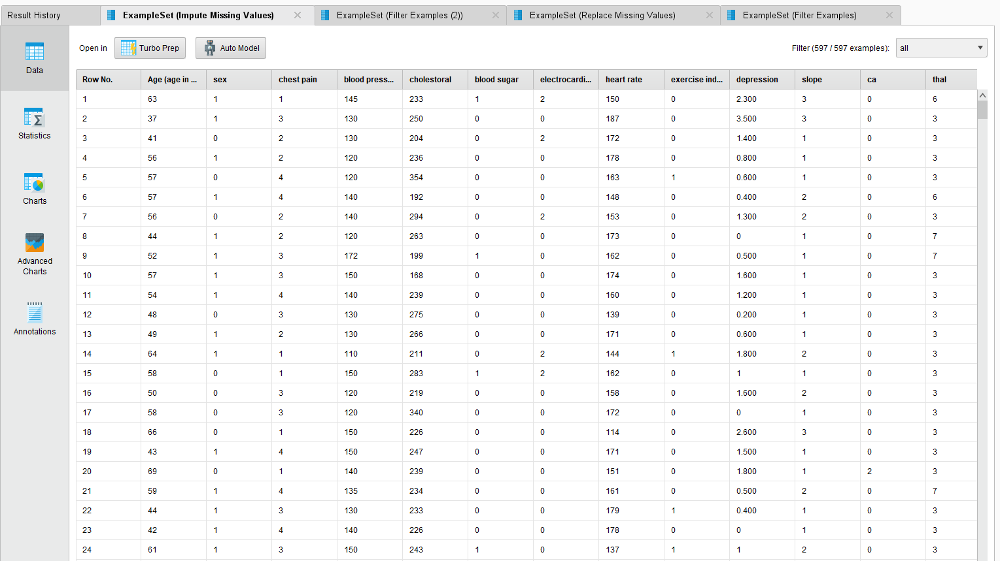 Result History ExampleSet (Impute Missing Values) ExampleSet (Filter Examples (2)) ExampleSet (Replace Missing Values) ExampleSet (Filter Examples)
Open in Turbo Prep Auto Model Filter (597 / 597 examples): all
Data
Statistics
Charts
Advanced
Charts
Annotations
Row No. Age (age in ... sex chest pain blood press... cholestoral blood sugar electrocardi... heart rate exercise ind... depression slope ca thal
1 63 1 1 145 233 1 2 150 0 2.300 3 0 6
2 37 1 3 130 250 0 0 187 0 3.500 3 0 3
3 41 0 2 130 204 0 2 172 0 1.400 1 0 3
4 56 1 2 120 236 0 0 178 0 0.800 1 0 3
5 57 0 4 120 354 0 0 163 1 0.600 1 0 3
6 57 1 4 140 192 0 0 148 0 0.400 2 0 6
7 56 0 2 140 294 0 2 153 0 1.300 2 0 3
8 44 1 2 120 263 0 0 173 0 0 1 0 7
9 52 1 3 172 199 1 0 162 0 0.500 1 0 7
10 57 1 3 150 168 0 0 174 0 1.600 1 0 3
11 54 1 4 140 239 0 0 160 0 1.200 1 0 3
12 48 0 3 130 275 0 0 139 0 0.200 1 0 3
13 49 1 2 130 266 0 0 171 0 0.600 1 0 3
14 64 1 1 110 211 0 2 144 1 1.800 2 0 3
15 58 0 1 150 283 1 2 162 0 1 1 0 3
16 50 0 3 120 219 0 0 158 0 1.600 2 0 3
17 58 0 3 120 340 0 0 172 0 0 1 0 3
18 66 0 1 150 226 0 0 114 0 2.600 3 0 3
19 43 1 4 150 247 0 0 171 0 1.500 1 0 3
20 69 0 1 140 239 0 0 151 0 1.800 1 2 3
21 59 1 4 135 234 0 0 161 0 0.500 2 0 7
22 44 1 3 130 233 0 0 179 1 0.400 1 0 3
23 42 1 4 140 226 0 0 178 0 0 1 0 3
24 61 1 3 150 243 1 0 137 1 1 2 0 3